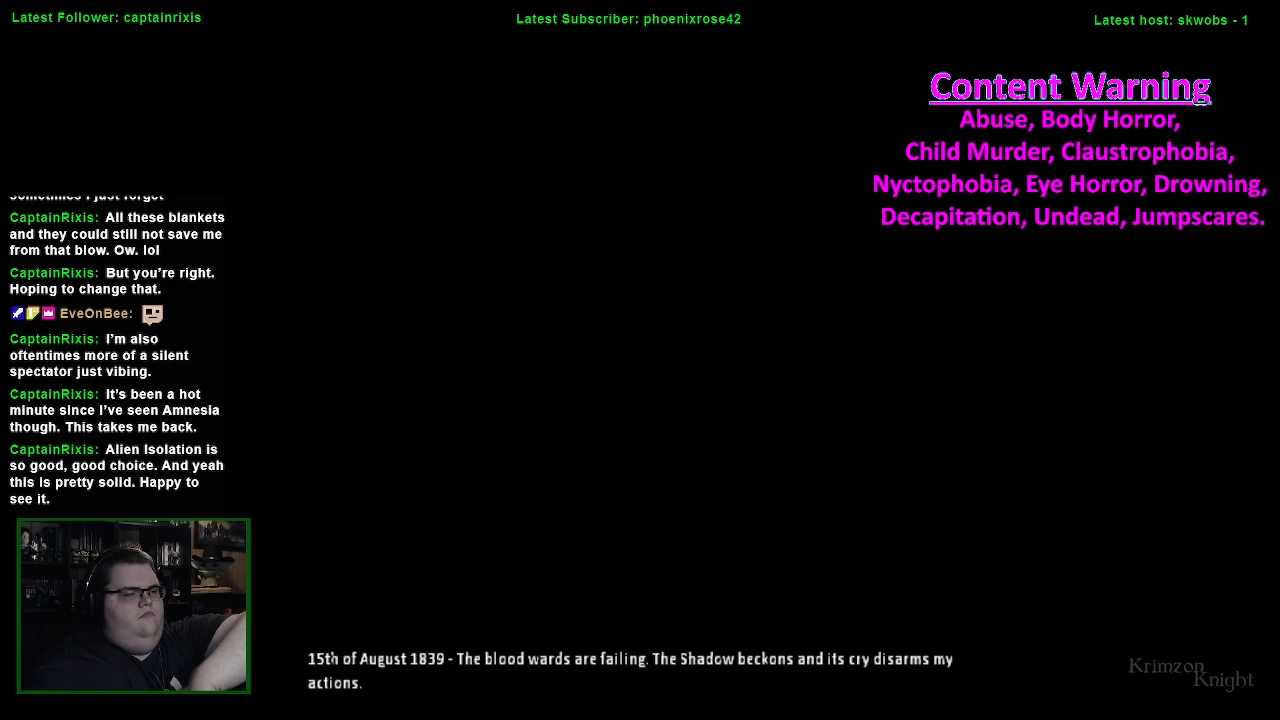 Latest Follower: captainrixis
Latest Subscriber: phoenixrose42
Latest host: skwobs - 1
Content Warning
Abuse, Body Horror,
Child Murder, Claustrophobia,
Nyctophobia, Eye Horror, Drowning,
Decapitation, Undead, Jumpscares.
Sometimes I just forget
CaptainRixis: All these blankets
and they could still not save me
from that blow. Ow. lol
CaptainRixis: But you’re right.
Hoping to change that.
EveOnBee:
CaptainRixis: I’m also
oftentimes more of a silent
spectator just vibing.
CaptainRixis: It’s been a hot
minute since I’ve seen Amnesia
though. This takes me back.
CaptainRixis: Alien Isolation is
so good, good choice. And yeah
this is pretty solid. Happy to
see it.
15th of August 1839 - The blood wards are failing. The Shadow beckons and its cry disarms my
actions.
Krimzon
Knight